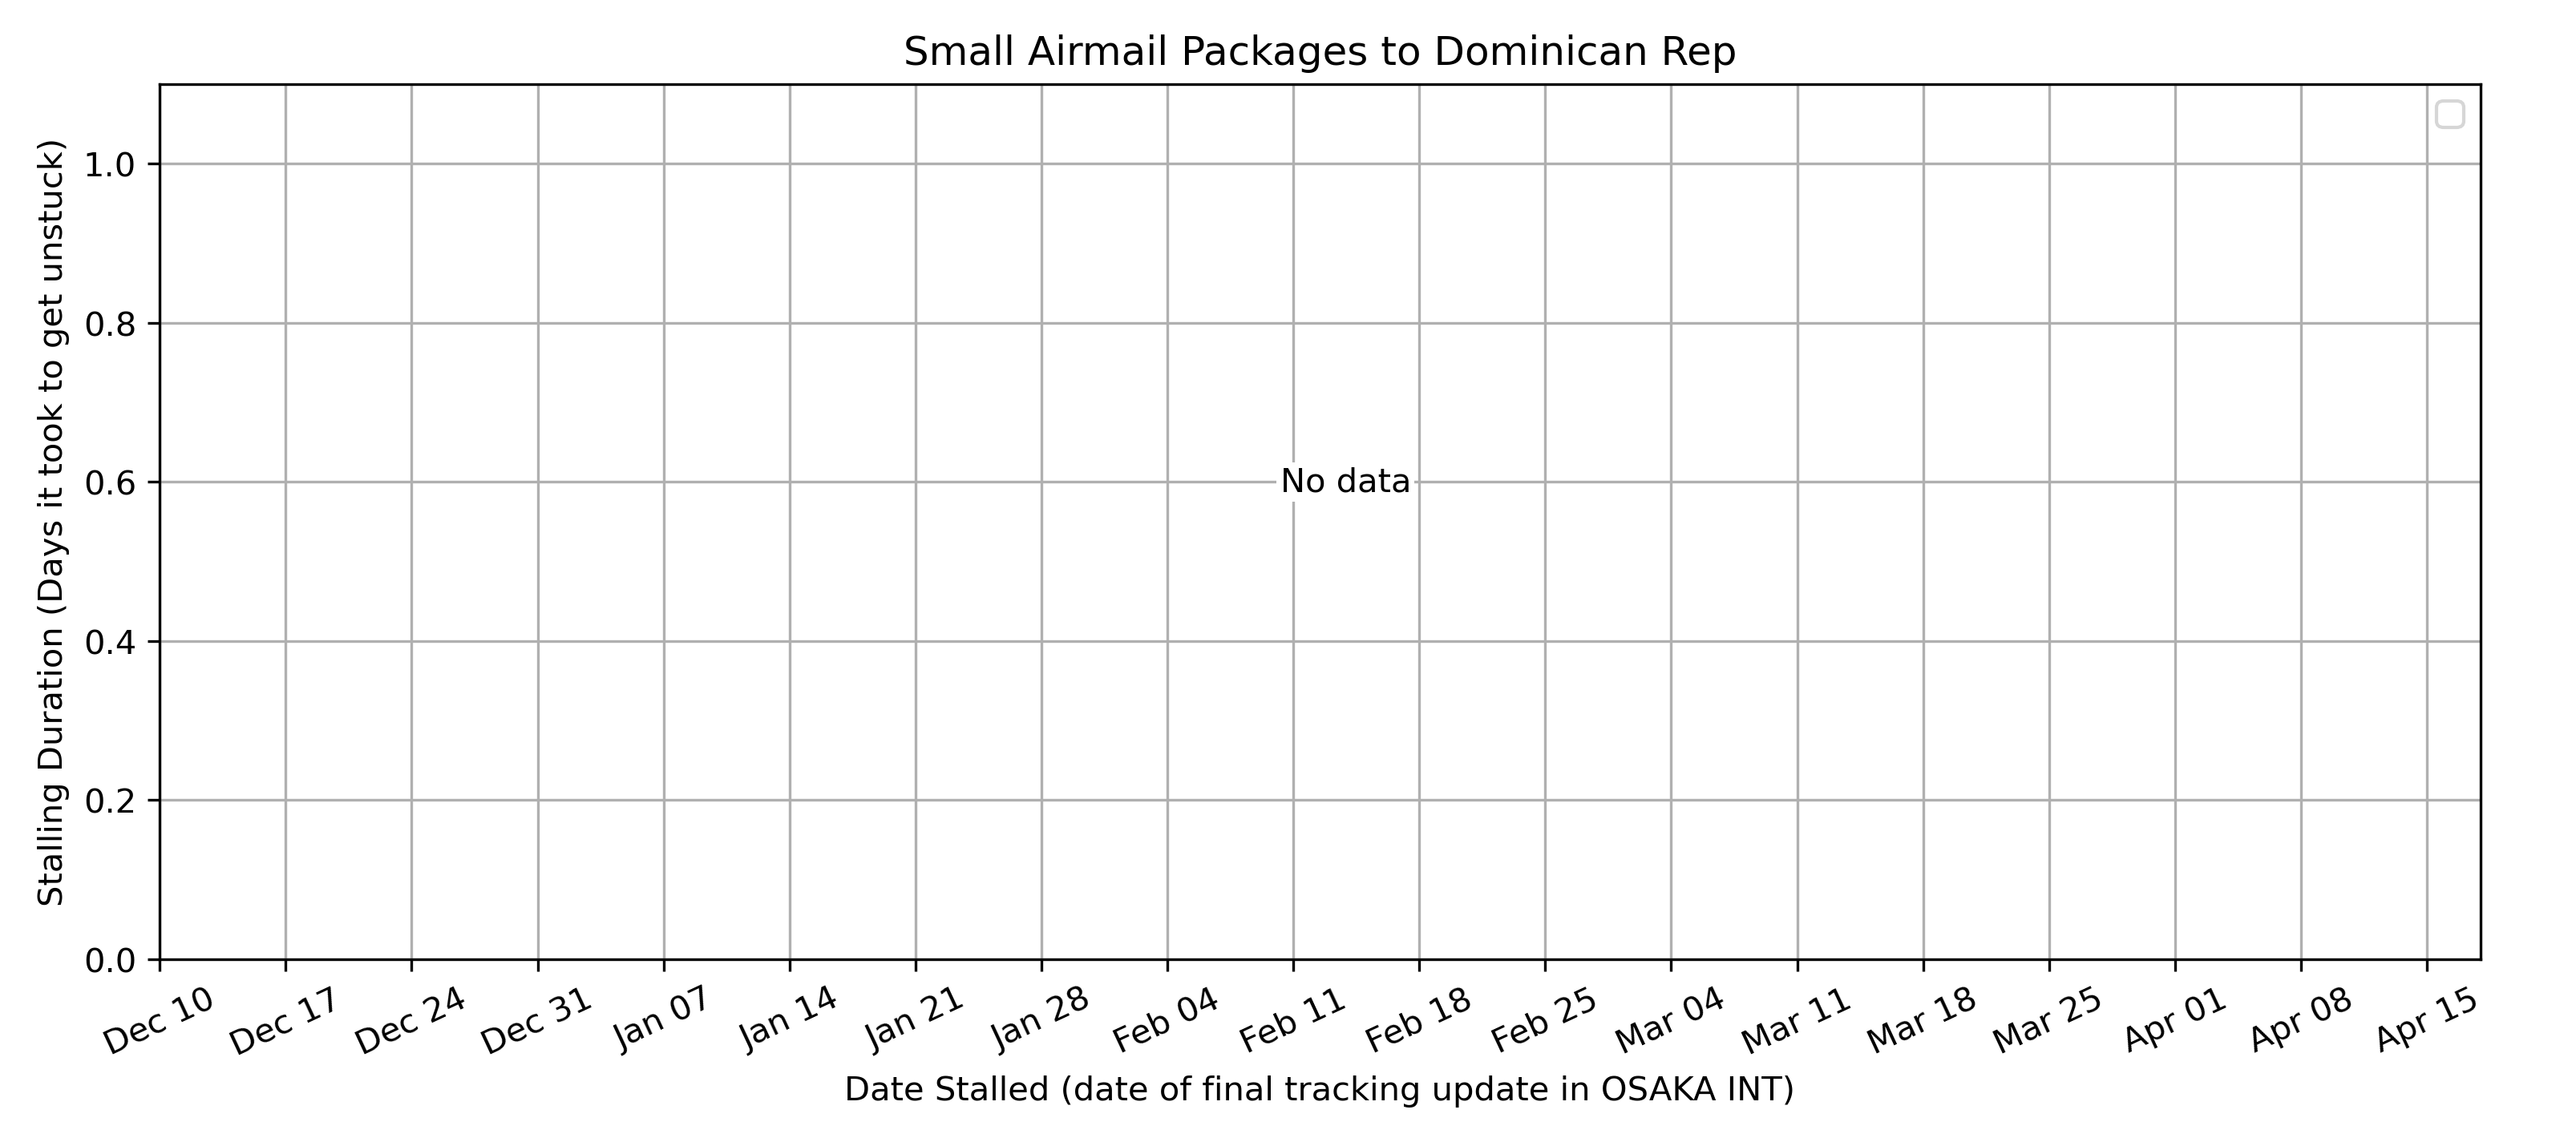 Small Airmail Packages to Dominican Rep
Stalling Duration (Days it took to get unstuck)
1.0
0.8
0.6
0.4
0.2
0.0
No data
Dec 10
Dec 17
Dec 24
Dec 31
Jan 07
Jan 14
Jan 21
Jan 28
Feb 04
Feb 11
Feb 18
Feb 25
Mar 04
Mar 11
Mar 18
Mar 25
Apr 01
Apr 08
Apr 15
Date Stalled (date of final tracking update in OSAKA INT)